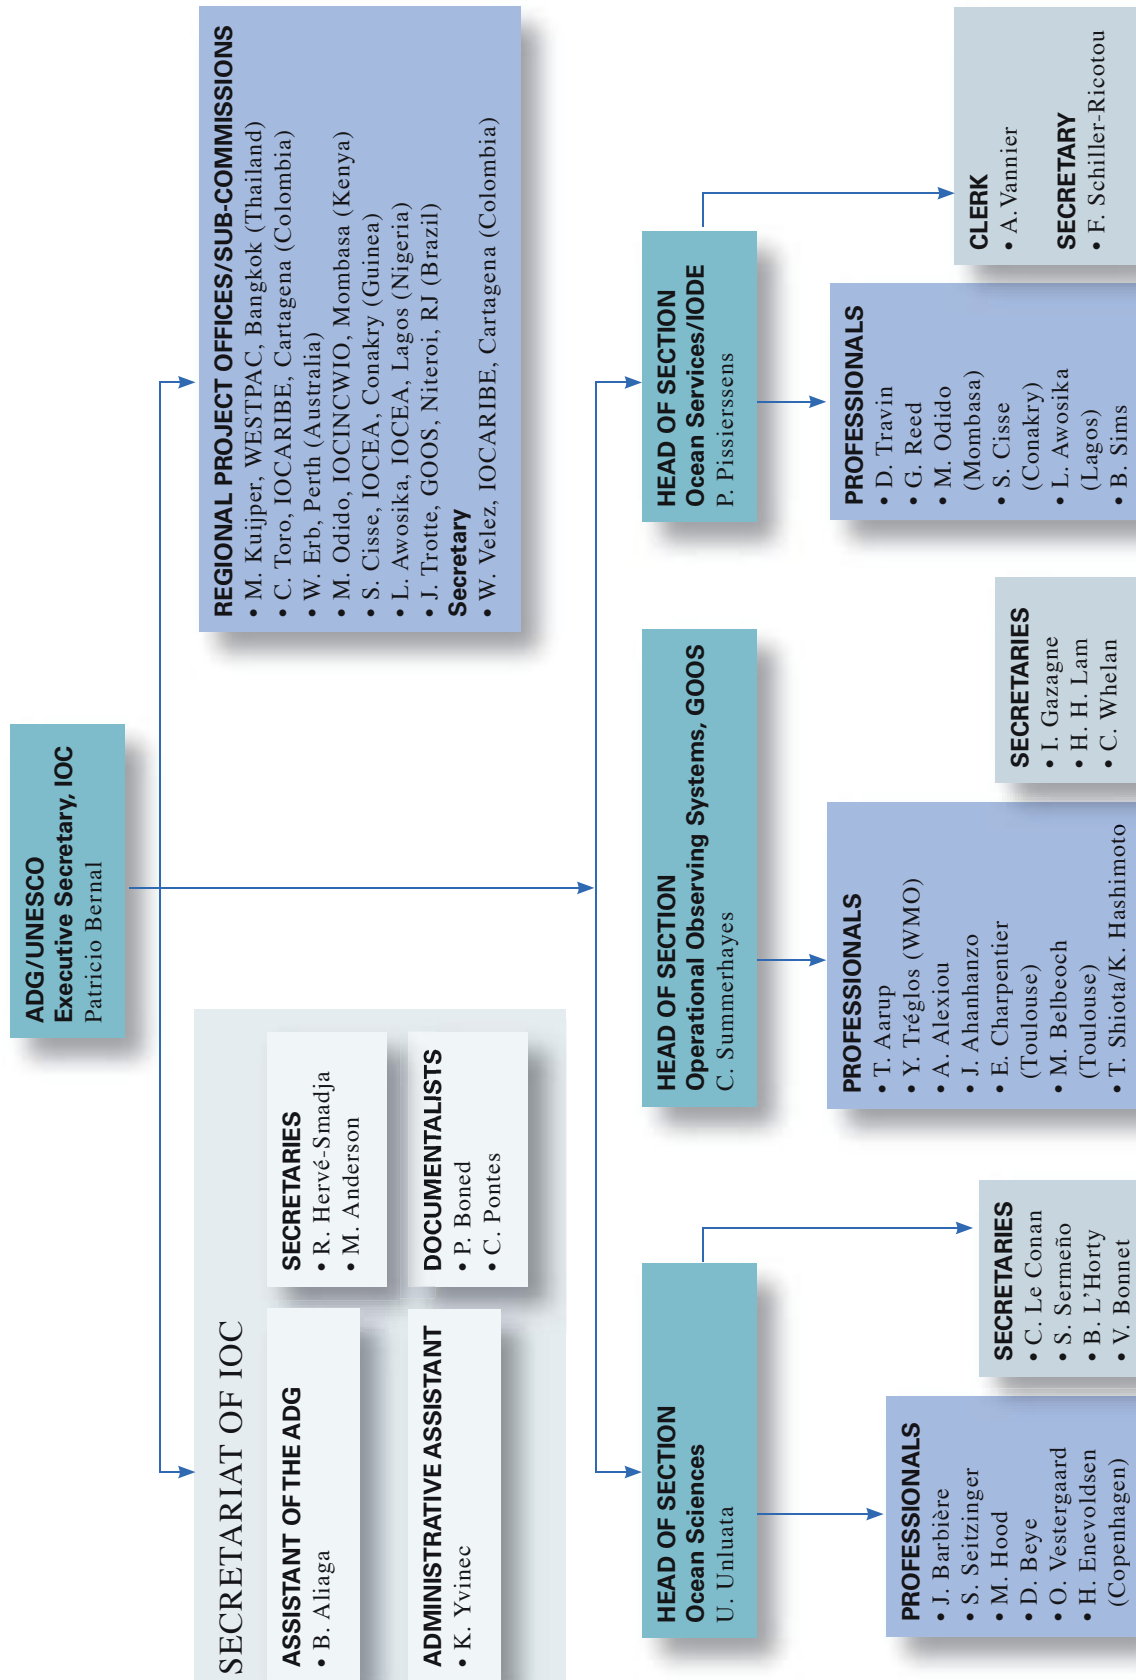 ADG/UNESCO
Executive Secretary, IOC
Patricio Bernal
SECRETARIAT OF IOC
ASSISTANT OF THE ADG
• B. Aliaga
SECRETARIES
• R. Hervé-Smadja
• M. Anderson
ADMINISTRATIVE ASSISTANT
• K. Yvinec
DOCUMENTALISTS
• P. Boned
• C. Pontes
REGIONAL PROJECT OFFICES/SUB-COMMISSIONS
• M. Kuijper, WESTPAC, Bangkok (Thailand)
• C. Toro, IOCARIBE, Cartagena (Colombia)
• W. Erb, Perth (Australia)
• M. Odido, IOCINCWIO, Mombasa (Kenya)
• S. Cisse, IOCEA, Conakry (Guinea)
• L. Awosika, IOCEA, Lagos (Nigeria)
• J. Trotte, GOOS, Niteroi, RJ (Brazil)
Secretary
• W. Velez, IOCARIBE, Cartagena (Colombia)
HEAD OF SECTION
Ocean Sciences
U. Unluata
PROFESSIONALS
• J. Barbière
• S. Seitzinger
• M. Hood
• D. Beye
• O. Vestergaard
• H. Enevoldsen
(Copenhagen)
SECRETARIES
• C. Le Conan
• S. Sermeño
• B. L'Horty
• V. Bonnet
HEAD OF SECTION
Operational Observing Systems, GOOS
C. Summerhayes
PROFESSIONALS
• T. Aarup
• Y. Tréglos (WMO)
• A. Alexiou
• J. Ahanhanzo
• E. Charpentier
(Toulouse)
• M. Belbeoch
(Toulouse)
• T. Shiota/K. Hashimoto
SECRETARIES
• I. Gazagne
• H. H. Lam
• C. Whelan
HEAD OF SECTION
Ocean Services/IODE
P. Pissierssens
PROFESSIONALS
• D. Travin
• G. Reed
• M. Odido
(Mombasa)
• S. Cisse
(Conakry)
• L. Awosika
(Lagos)
• B. Sims
CLERK
• A. Vannier
SECRETARY
• F. Schiller-Ricotou